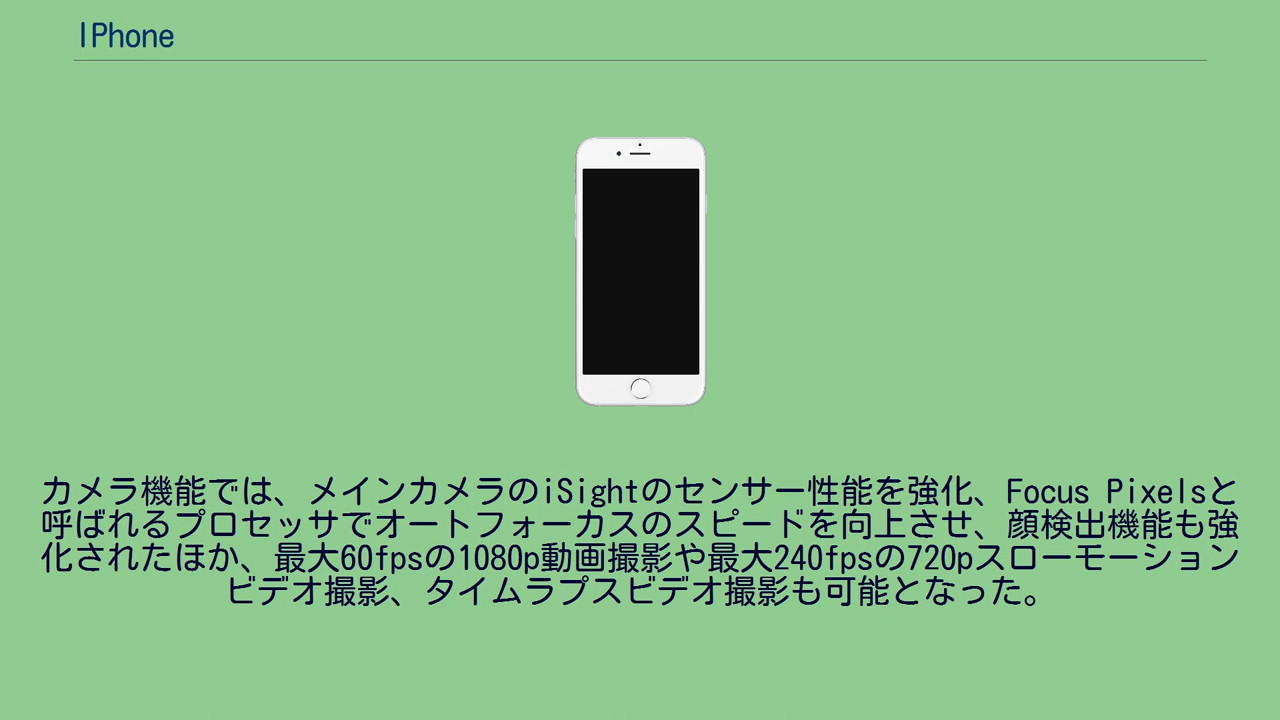 IPhone
カメラ機能では、メインカメラのiSightのセンサー性能を強化、Focus Pixelsと
呼ばれるプロセッサでオートフォーカスのスピードを向上させ、顔検出機能も強
化されたほか、最大60fpsの1080p動画撮影や最大240fpsの720pスローモーション
ビデオ撮影、タイムラプスビデオ撮影も可能となった。